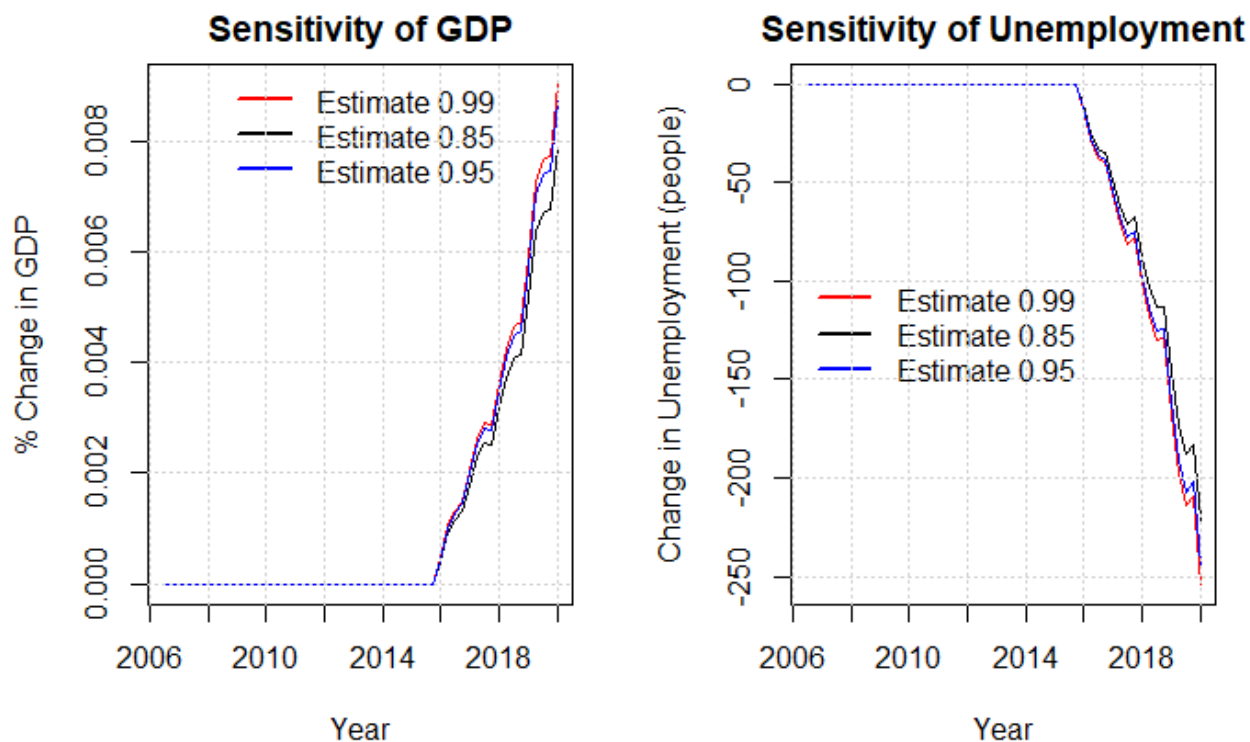 Sensitivity of GDP
% Change in GDP
0.008
0.006
0.004
0.002
0.000
Estimate 0.99
Estimate 0.85
Estimate 0.95
2006 2010 2014 2018
Year
Sensitivity of Unemployment
Change in Unemployment (people)
0
-50
-100
-150
-200
-250
Estimate 0.99
Estimate 0.85
Estimate 0.95
2006 2010 2014 2018
Year